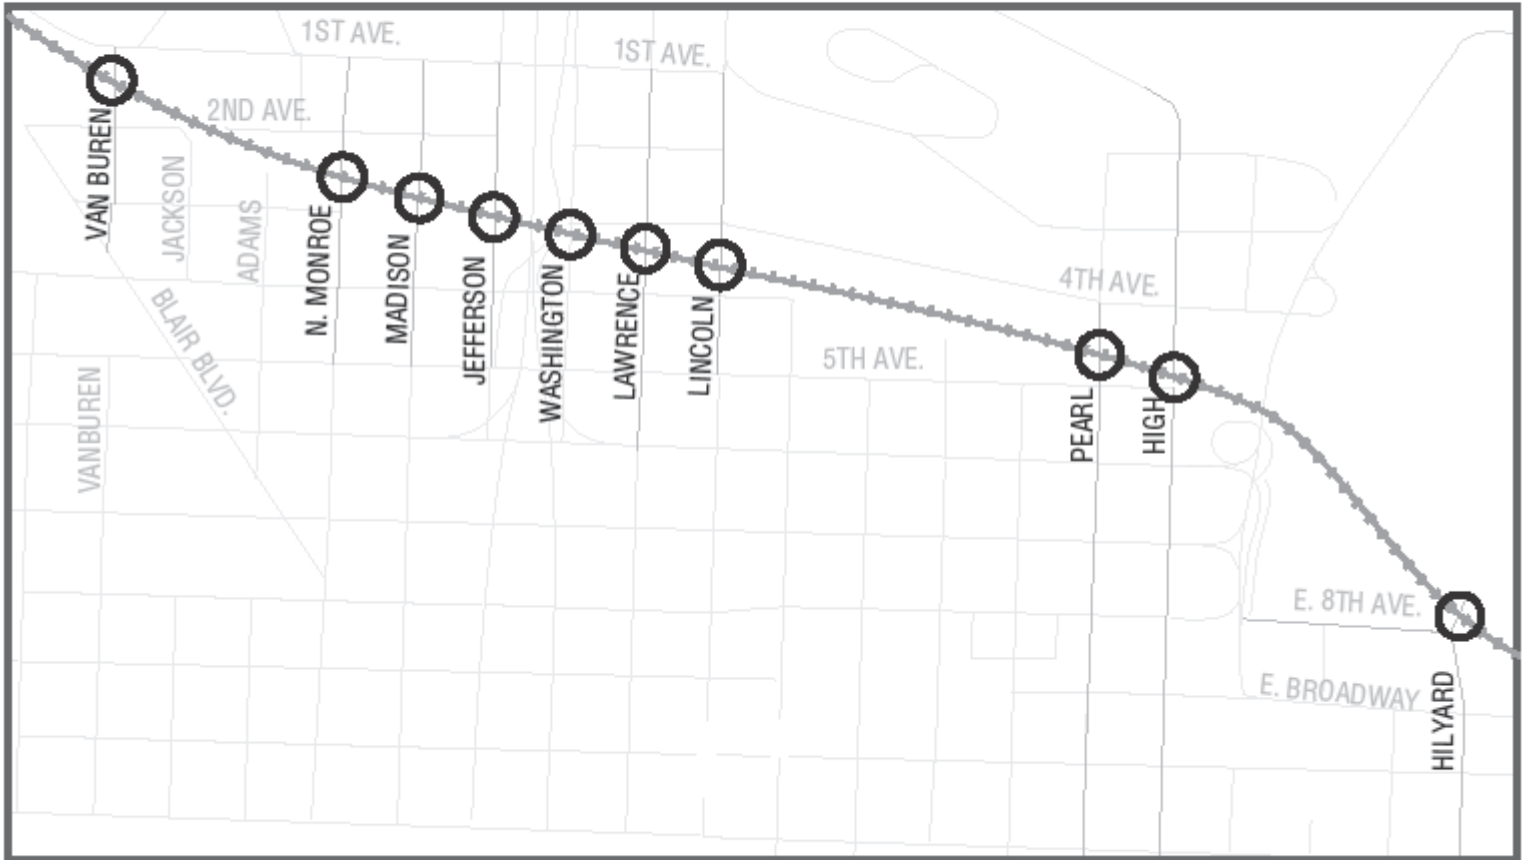 1ST AVE.
1ST AVE.
2ND AVE.
VAN BUREN
JACKSON
ADAMS
N. MONROE
MADISON
JEFFERSON
WASHINGTON
LAWRENCE
LINCOLN
4TH AVE.
BLAIR BLVD.
5TH AVE.
VANBUREN
PEARL
HIGH
E. 8TH AVE.
E. BROADWAY
HILYARD